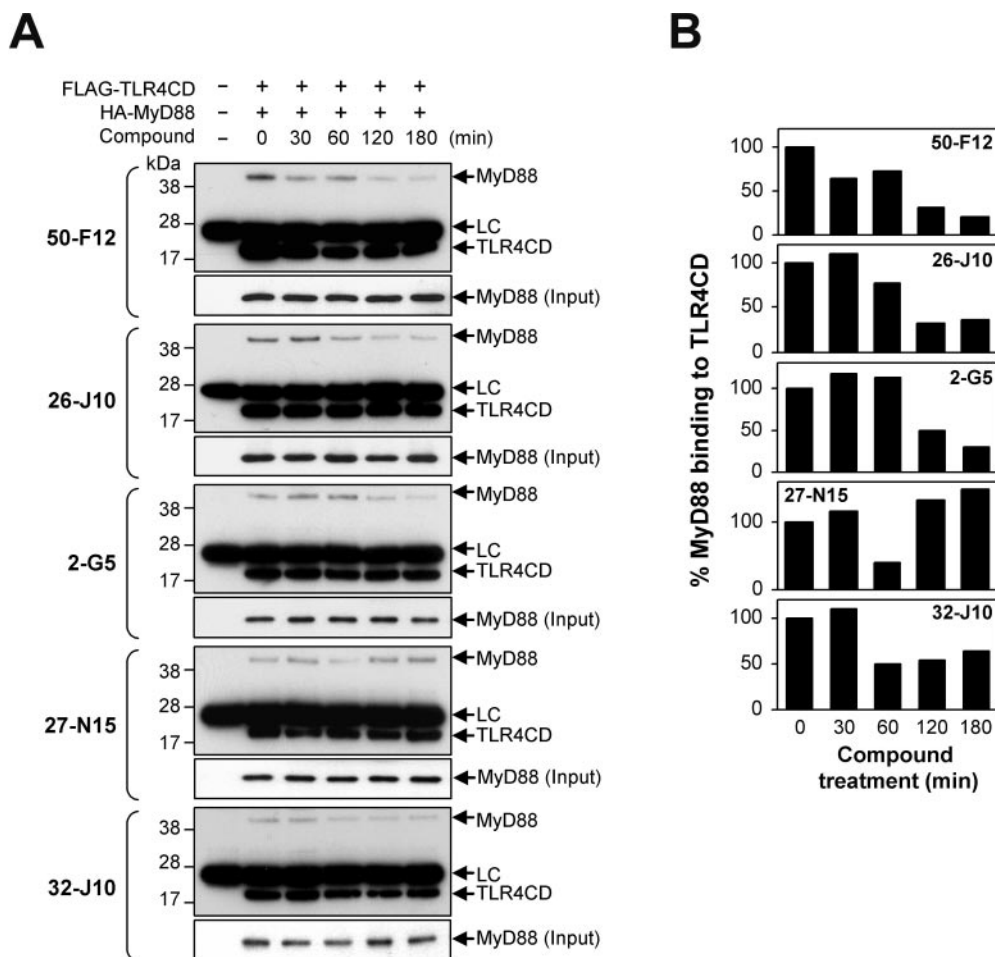 A
FLAG-TLR4CD – + + + + +
HA-MyD88 – + + + + +
Compound – 0 30 60 120 180 (min)
kDa
50-F12
38
28
17
MyD88
LC
TLR4CD
MyD88 (Input)
26-J10
38
28
17
MyD88
LC
TLR4CD
MyD88 (Input)
2-G5
38
28
17
MyD88
LC
TLR4CD
MyD88 (Input)
27-N15
38
28
17
MyD88
LC
TLR4CD
MyD88 (Input)
32-J10
38
28
17
MyD88
LC
TLR4CD
MyD88 (Input)
B
% MyD88 binding to TLR4CD
50-F12
100
50
0
26-J10
100
50
0
2-G5
100
50
0
27-N15
100
0
32-J10
100
50
0
0 30 60 120 180
Compound
treatment (min)